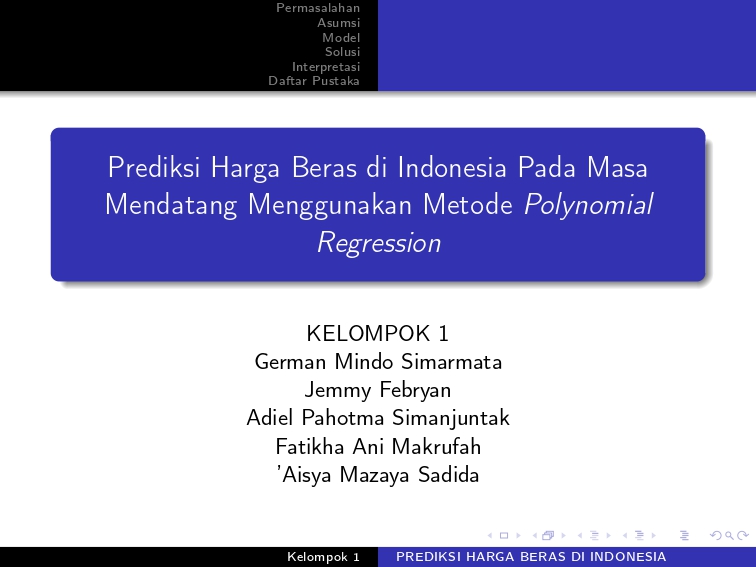 Permasalahan
Asumsi
Model
Solusi
Interpretasi
Daftar Pustaka
Prediksi Harga Beras di Indonesia Pada Masa
Mendatang Menggunakan Metode Polynomial
Regression
KELOMPOK 1
German Mindo Simarmata
Jemmy Febryan
Adiel Pahotma Simanjuntak
Fatikha Ani Makrufah
'Aisya Mazaya Sadida
Kelompok 1
PREDIKSI HARGA BERAS DI INDONESIA